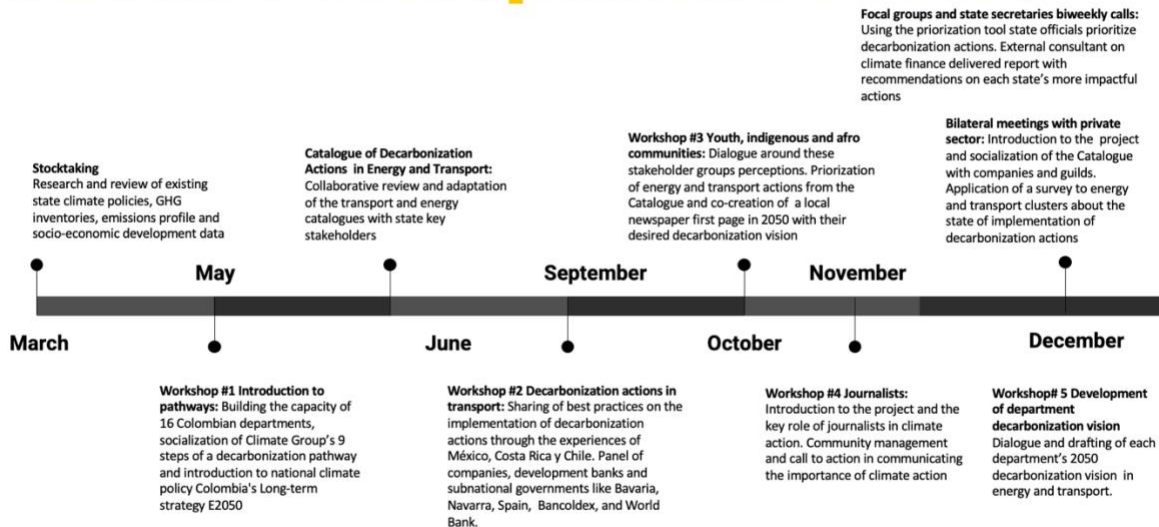 Focal groups and state secretaries biweekly calls:
Using the priorization tool state officials prioritize
decarbonization actions. External consultant on
climate finance delivered report with
recommendations on each state's more impactful
actions
Stocktaking
Research and review of existing
state climate policies, GHG
inventories, emissions profile and
socio-economic development data
Catalogue of Decarbonization
Actions in Energy and Transport:
Collaborative review and adaptation
of the transport and energy
catalogues with state key
stakeholders
Workshop #3 Youth, indigenous and afro
communities: Dialogue around these
stakeholder groups perceptions. Priorization
of energy and transport actions from the
Catalogue and co-creation of a local
newspaper first page in 2050 with their
desired decarbonization vision
Bilateral meetings with private
sector: Introduction to the project
and socialization of the Catalogue
with companies and guilds.
Application of a survey to energy
and transport clusters about the
state of implementation of
decarbonization actions
May
September
November
March
June
October
December
Workshop #1 Introduction to
pathways: Building the capacity of
16 Colombian departments,
socialization of Climate Group's 9
steps of a decarbonization pathway
and introduction to national climate
policy Colombia's Long-term
strategy E2050
Workshop #2 Decarbonization actions in
transport: Sharing of best practices on the
implementation of decarbonization
actions through the experiences of
México, Costa Rica y Chile. Panel of
companies, development banks and
subnational governments like Bavaria,
Navarra, Spain, Bancoldex, and World
Bank.
Workshop #4 Journalists:
Introduction to the project and the
key role of journalists in climate
action. Community management
and call to action in communicating
the importance of climate action
Workshop# 5 Development
of department
decarbonization vision
Dialogue and drafting of each
department's 2050
decarbonization vision in
energy and transport.